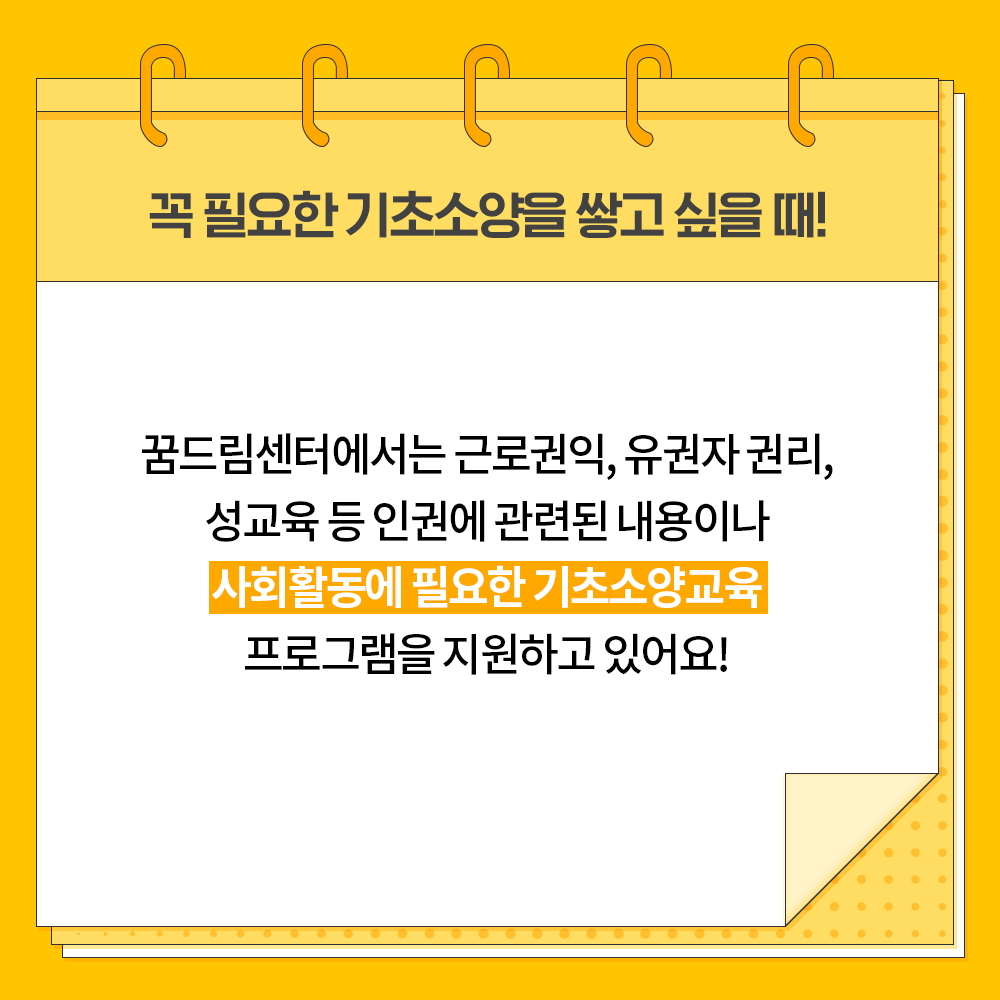 꼭 필요한 기초소양을 쌓고 싶을 때!
꿈드림센터에서는 근로권익, 유권자 권리,
성교육 등 인권에 관련된 내용이나
사회활동에 필요한 기초소양교육
프로그램을 지원하고 있어요!